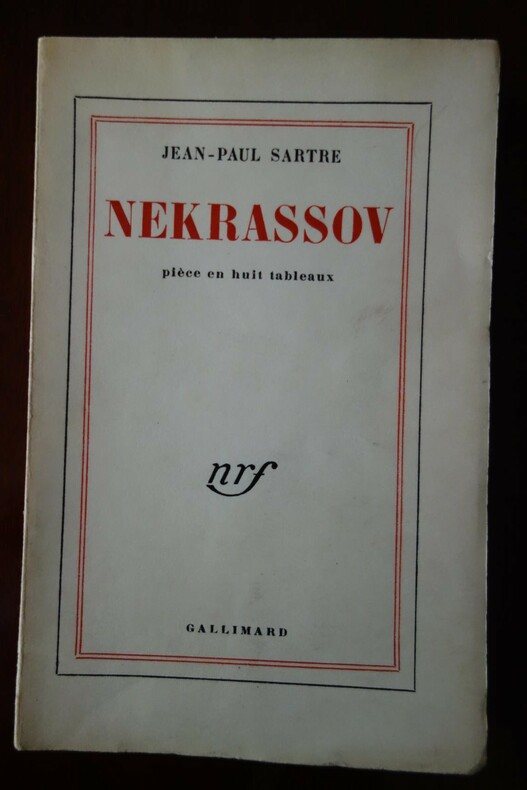 JEAN-PAUL SARTRE
NEKRASSOV
pièce en huit tableaux
nrf
GALLIMARD